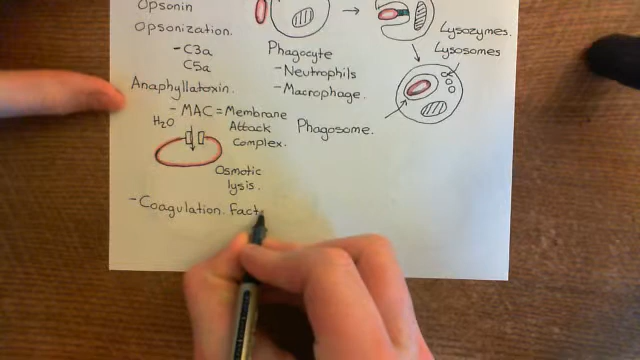 Opsonin
Opsonization.
- C3a
C5a
Anaphyllatoxin.
- MAC = Membrane
Attack
Complex.
H2O
Osmotic
lysis.
- Coagulation. Fact
Phagocyte
- Neutrophils
- Macrophage.
Phagosome.
Lysozymes.
Lysosomes